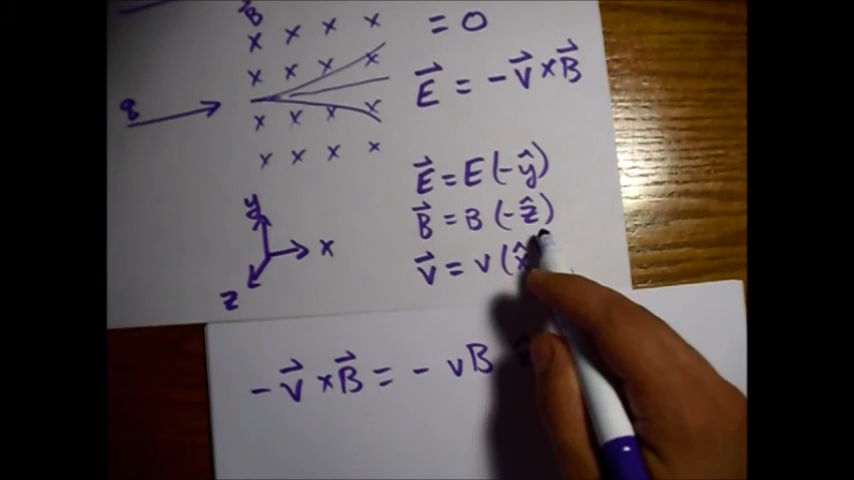 B⃗
x x x x
= 0
x x x x
E⃗ = -v⃗ × B⃗
q
x x x x
x x x x
E⃗ = E (-ŷ)
B⃗ = B (-ẑ)
v⃗ = v (x̂
y
x
z
-v⃗ × B⃗ = - vB